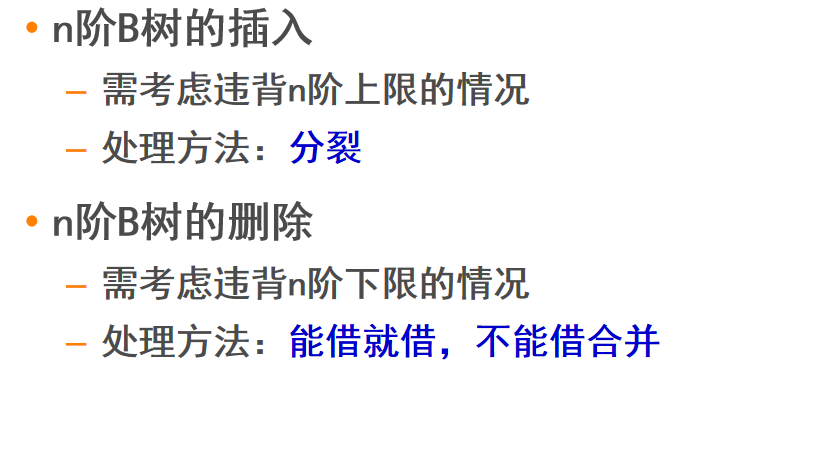 • n阶B树的插入
– 需考虑违背n阶上限的情况
– 处理方法：分裂
• n阶B树的删除
– 需考虑违背n阶下限的情况
– 处理方法：能借就借，不能借合并